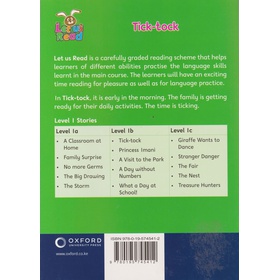 Let us
Read
Tick-tock
Let us Read is a carefully graded reading scheme that helps
learners of different abilities practise the language skills
learnt in the main course. The learners will have an exciting
time reading for pleasure as well as for language practice.
In Tick-tock, it is early in the morning. The family is getting
ready for their daily activities. The time is ticking.
Level 1 Stories
Level 1a
• A Classroom at
Home
• Family Surprise
• No more Germs
• The Big Drawing
• The Storm
Level 1b
• Tick-tock
• Princess Imani
• A Visit to the Park
• A Day without
Numbers
• What a Day at
School!
Level 1c
• Giraffe Wants to
Dance
• Stranger Danger
• The Fair
• The Nest
• Treasure Hunters
OXFORD
UNIVERSITY PRESS
www.oxford.co.ke